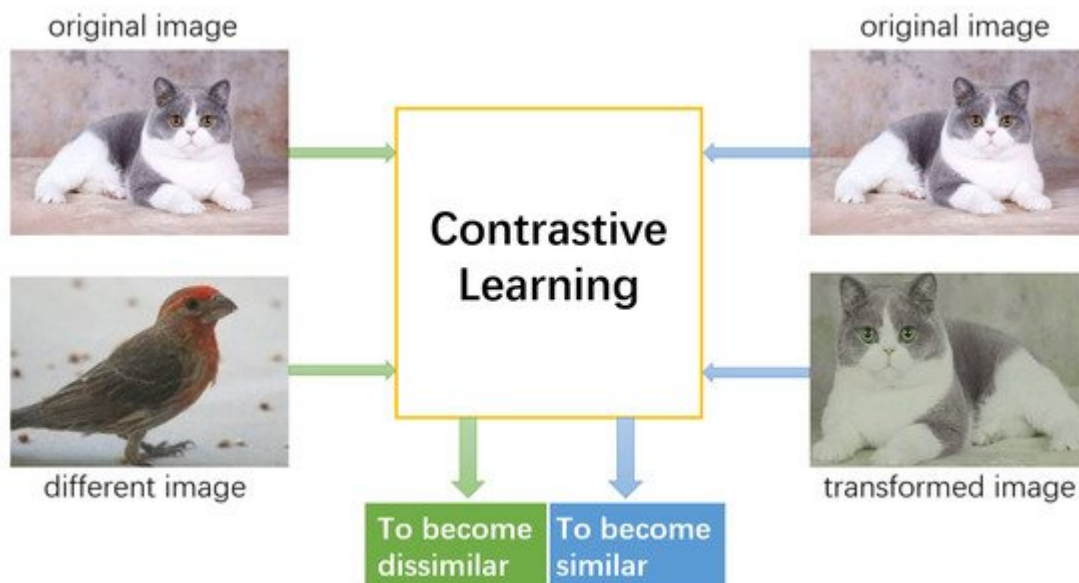 original image
original image
Contrastive
Learning
different image
transformed image
To become
dissimilar
To become
similar